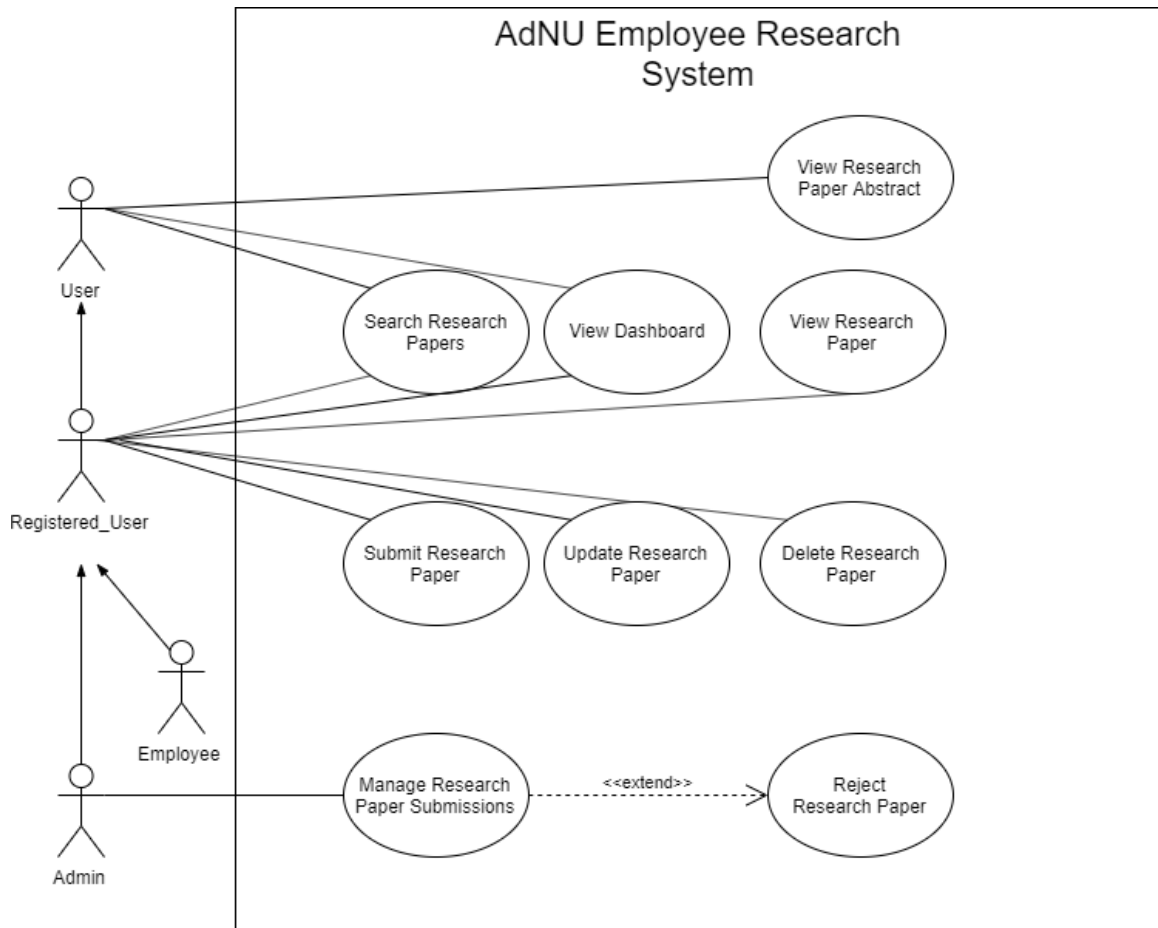 AdNU Employee Research
System
View Research
Paper Abstract
User
Search Research
Papers
View Dashboard
View Research
Paper
Registered_User
Submit Research
Paper
Update Research
Paper
Delete Research
Paper
Employee
Manage Research
Paper Submissions
<<extend>>
Reject
Research Paper
Admin